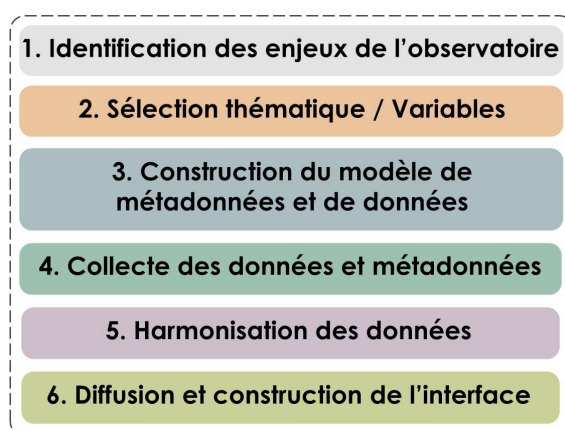 1. Identification des enjeux de l’observatoire
2. Sélection thématique / Variables
3. Construction du modèle de
métadonnées et de données
4. Collecte des données et métadonnées
5. Harmonisation des données
6. Diffusion et construction de l’interface